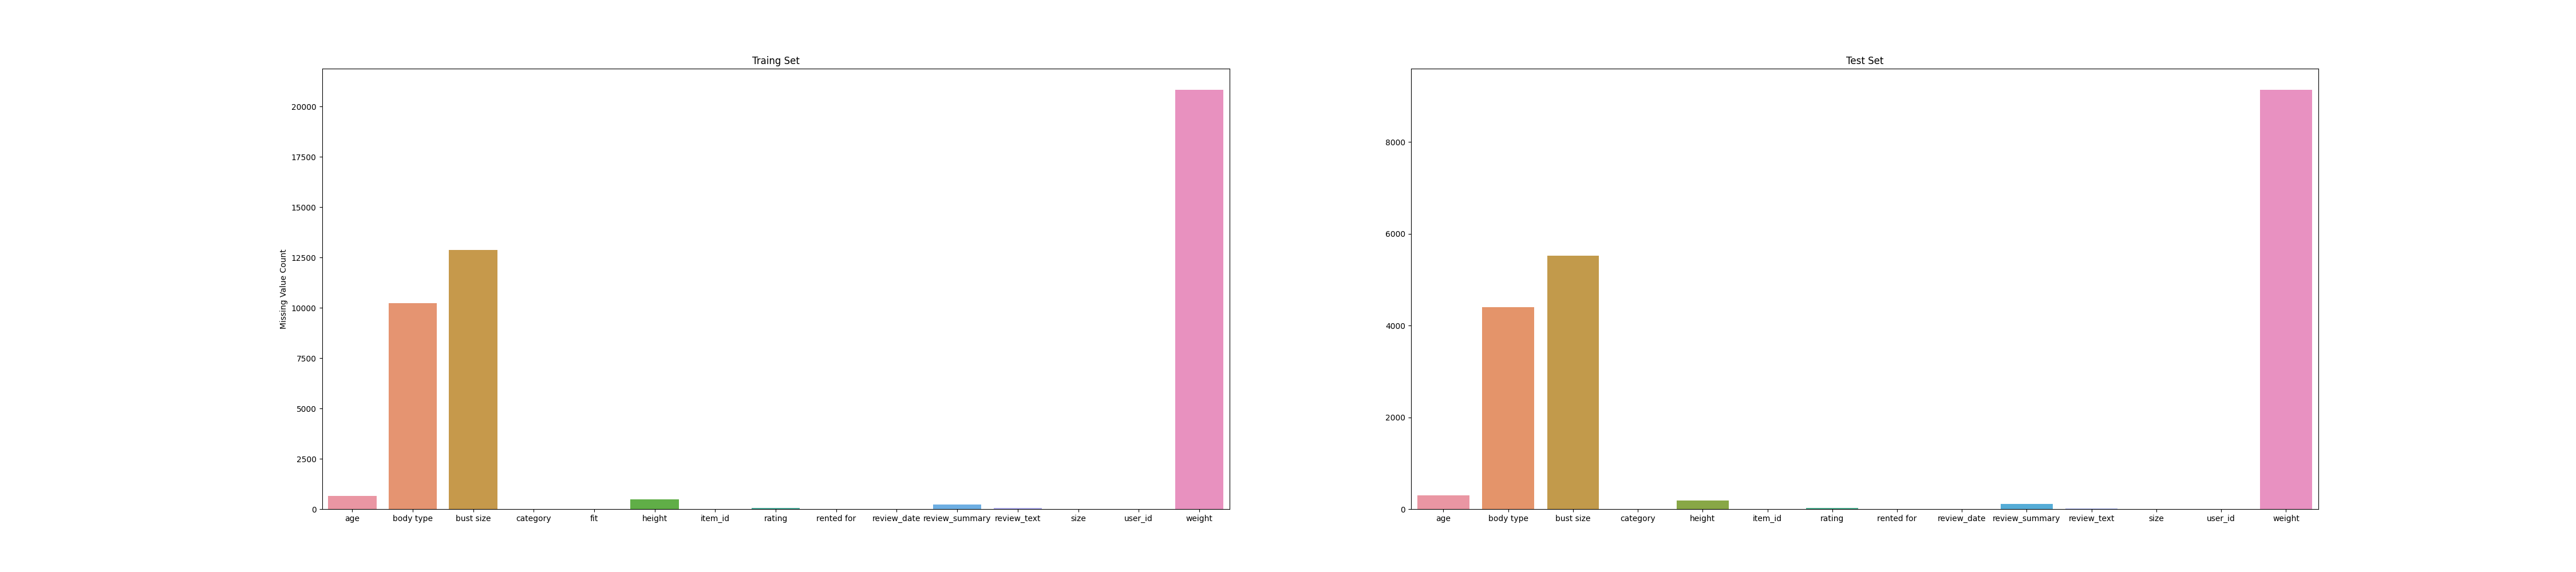 Traing Set
Missing Value Count
20000
17500
15000
12500
10000
7500
5000
2500
0
age body type bust size category fit height item_id rating rented for review_date review_summary review_text size user_id weight
Test Set
8000
6000
4000
2000
0
age body type bust size category height item_id rating rented for review_date review_summary review_text size user_id weight